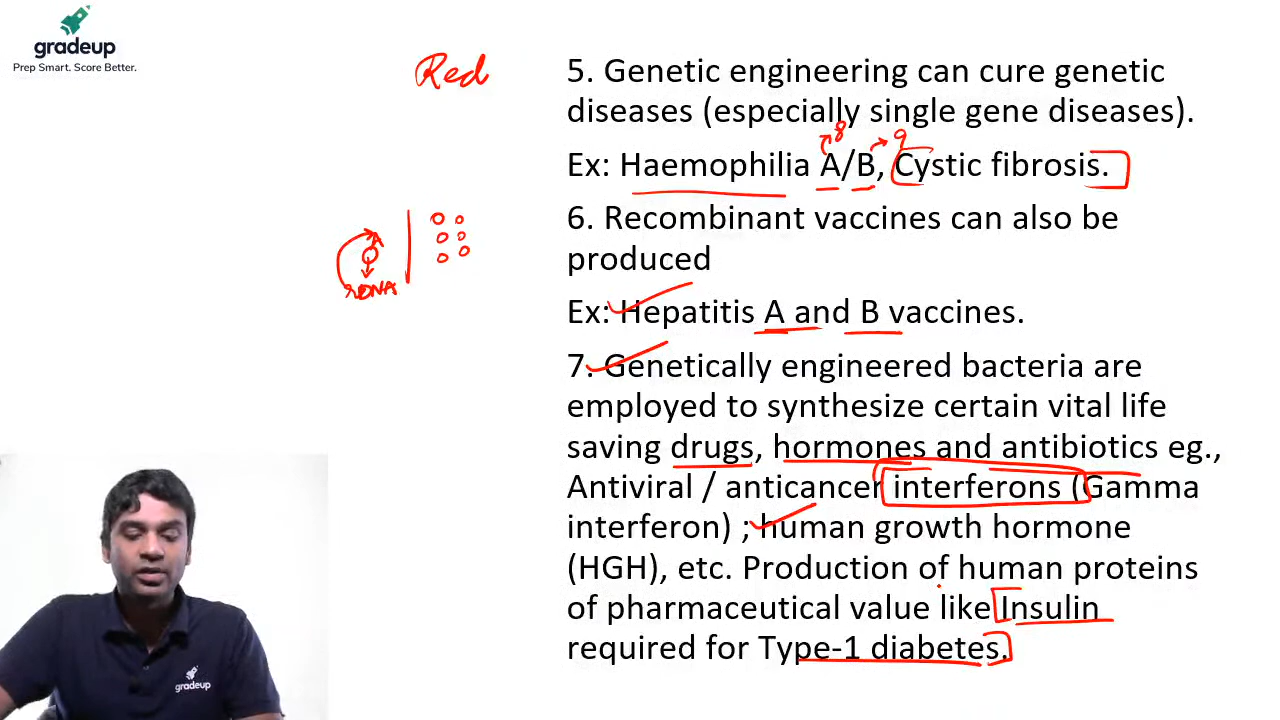 gradeup
Prep Smart. Score Better.
Red
5. Genetic engineering can cure genetic
diseases (especially single gene diseases).
8
9
Ex: Haemophilia A/B, Cystic fibrosis.
6. Recombinant vaccines can also be
produced
rDNA
Ex: Hepatitis A and B vaccines.
7. Genetically engineered bacteria are
employed to synthesize certain vital life
saving drugs, hormones and antibiotics eg.,
Antiviral / anticancer interferons (Gamma
interferon) ; human growth hormone
(HGH), etc. Production of human proteins
of pharmaceutical value like Insulin
required for Type-1 diabetes.
gradeup